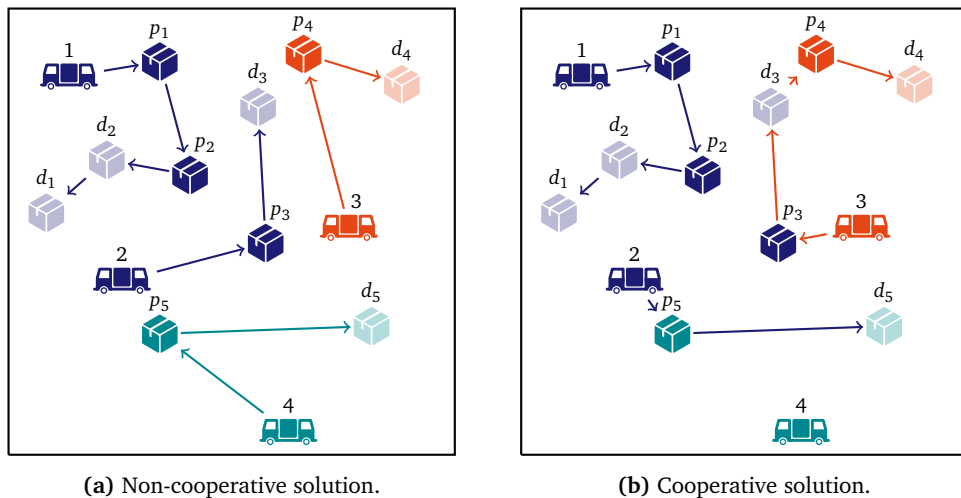 1
p₁
p₄
d₃
d₄
d₂
p₂
d₁
p₃
3
2
p₅
d₅
4
(a) Non-cooperative solution.
1
p₁
p₄
d₃
d₄
d₂
p₂
d₁
p₃
3
2
p₅
d₅
4
(b) Cooperative solution.